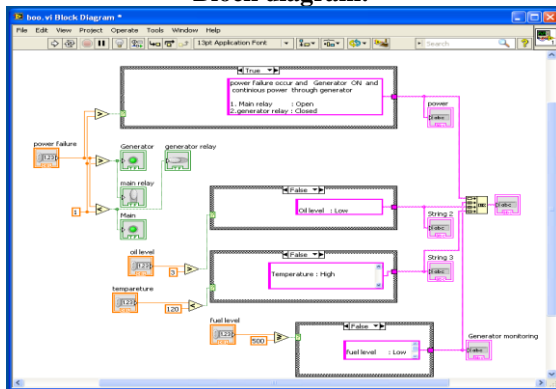 Block diagram:
boo.vi Block Diagram *
File Edit View Project Operate Tools Window Help
13pt Application Font
Search
True
power failure occur and Generator ON and
continious power through generator
1. Main relay : Open
2.generator relay : Closed
power
power failure
Generator
generator relay
main relay
Main
1
False
Oil level : Low
String 2
oil level
3
False
Temperature : High
String 3
tempareture
120
fuel level
500
False
fuel level : Low
Generator monitoring